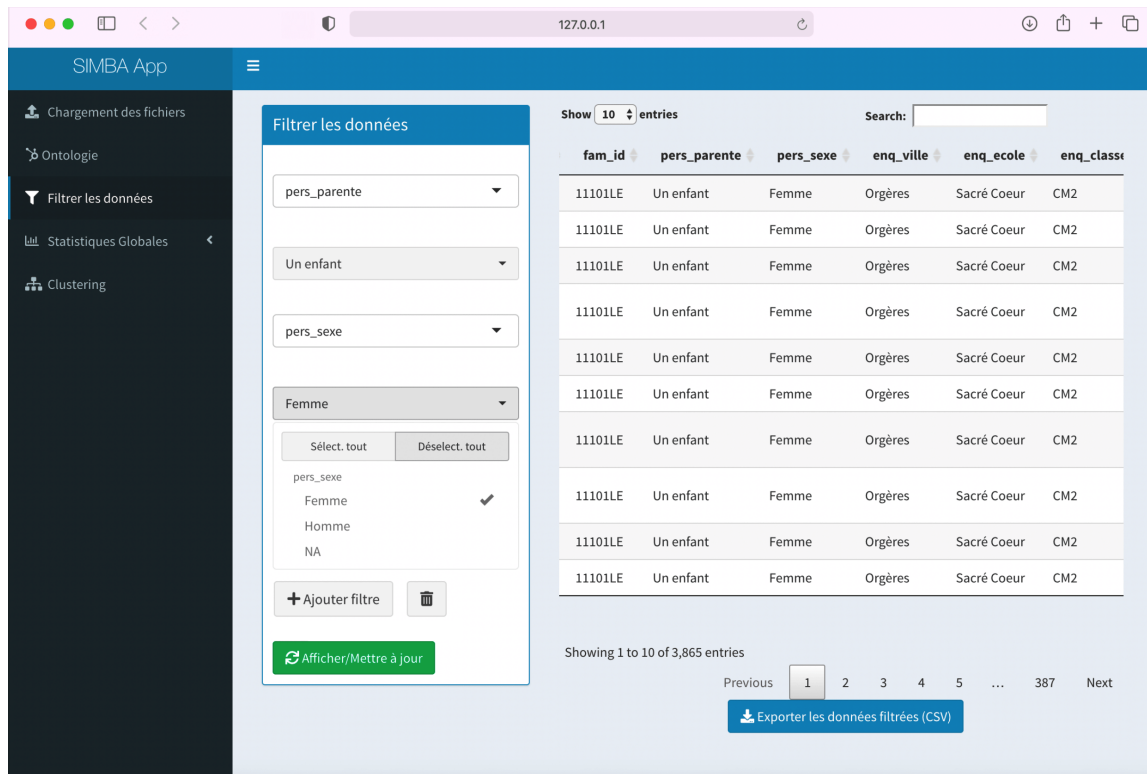 127.0.0.1
SIMBA App
Chargement des fichiers
Ontologie
Filtrer les données
Statistiques Globales
Clustering
Filtrer les données
pers_parente
Un enfant
pers_sexe
Femme
Sélect. tout Déselect. tout
pers_sexe
Femme
Homme
NA
Ajouter filtre
Afficher/Mettre à jour
Show 10 entries Search:
fam_id pers_parente pers_sexe enq_ville enq_ecole enq_classe
11101LE Un enfant Femme Orgères Sacré Coeur CM2
11101LE Un enfant Femme Orgères Sacré Coeur CM2
11101LE Un enfant Femme Orgères Sacré Coeur CM2
11101LE Un enfant Femme Orgères Sacré Coeur CM2
11101LE Un enfant Femme Orgères Sacré Coeur CM2
11101LE Un enfant Femme Orgères Sacré Coeur CM2
11101LE Un enfant Femme Orgères Sacré Coeur CM2
11101LE Un enfant Femme Orgères Sacré Coeur CM2
11101LE Un enfant Femme Orgères Sacré Coeur CM2
11101LE Un enfant Femme Orgères Sacré Coeur CM2
Showing 1 to 10 of 3,865 entries
Previous 1 2 3 4 5 … 387 Next
Exporter les données filtrées (CSV)